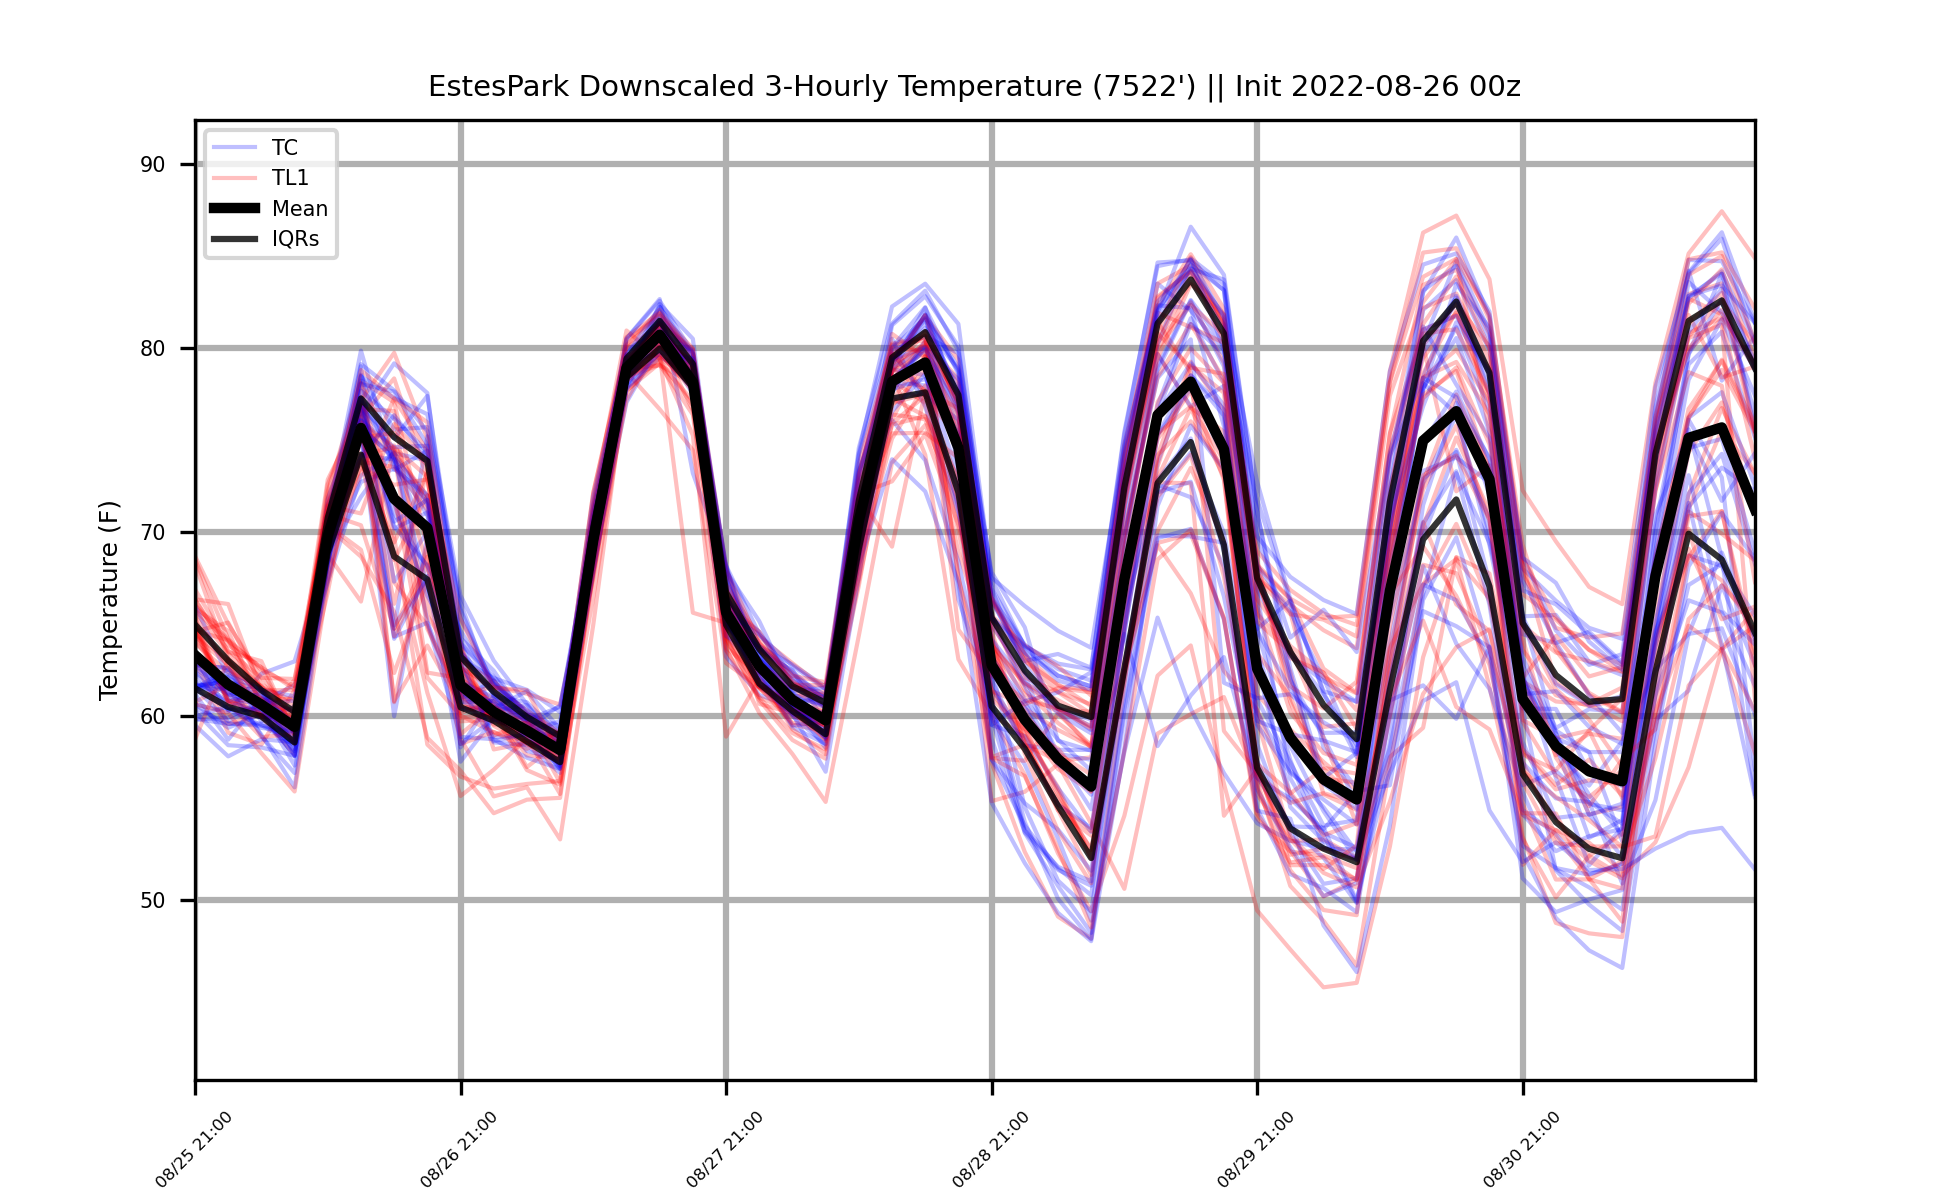 EstesPark Downscaled 3-Hourly Temperature (7522') || Init 2022-08-26 00z
TC
TL1
Mean
IQRs
Temperature (F)
90
80
70
60
50
08/25 21:00
08/26 21:00
08/27 21:00
08/28 21:00
08/29 21:00
08/30 21:00